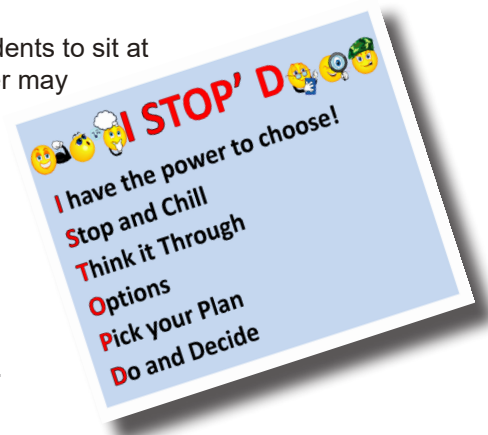 dents to sit at
er may
I STOP' D
I have the power to choose!
Stop and Chill
Think it Through
Options
Pick your Plan
Do and Decide